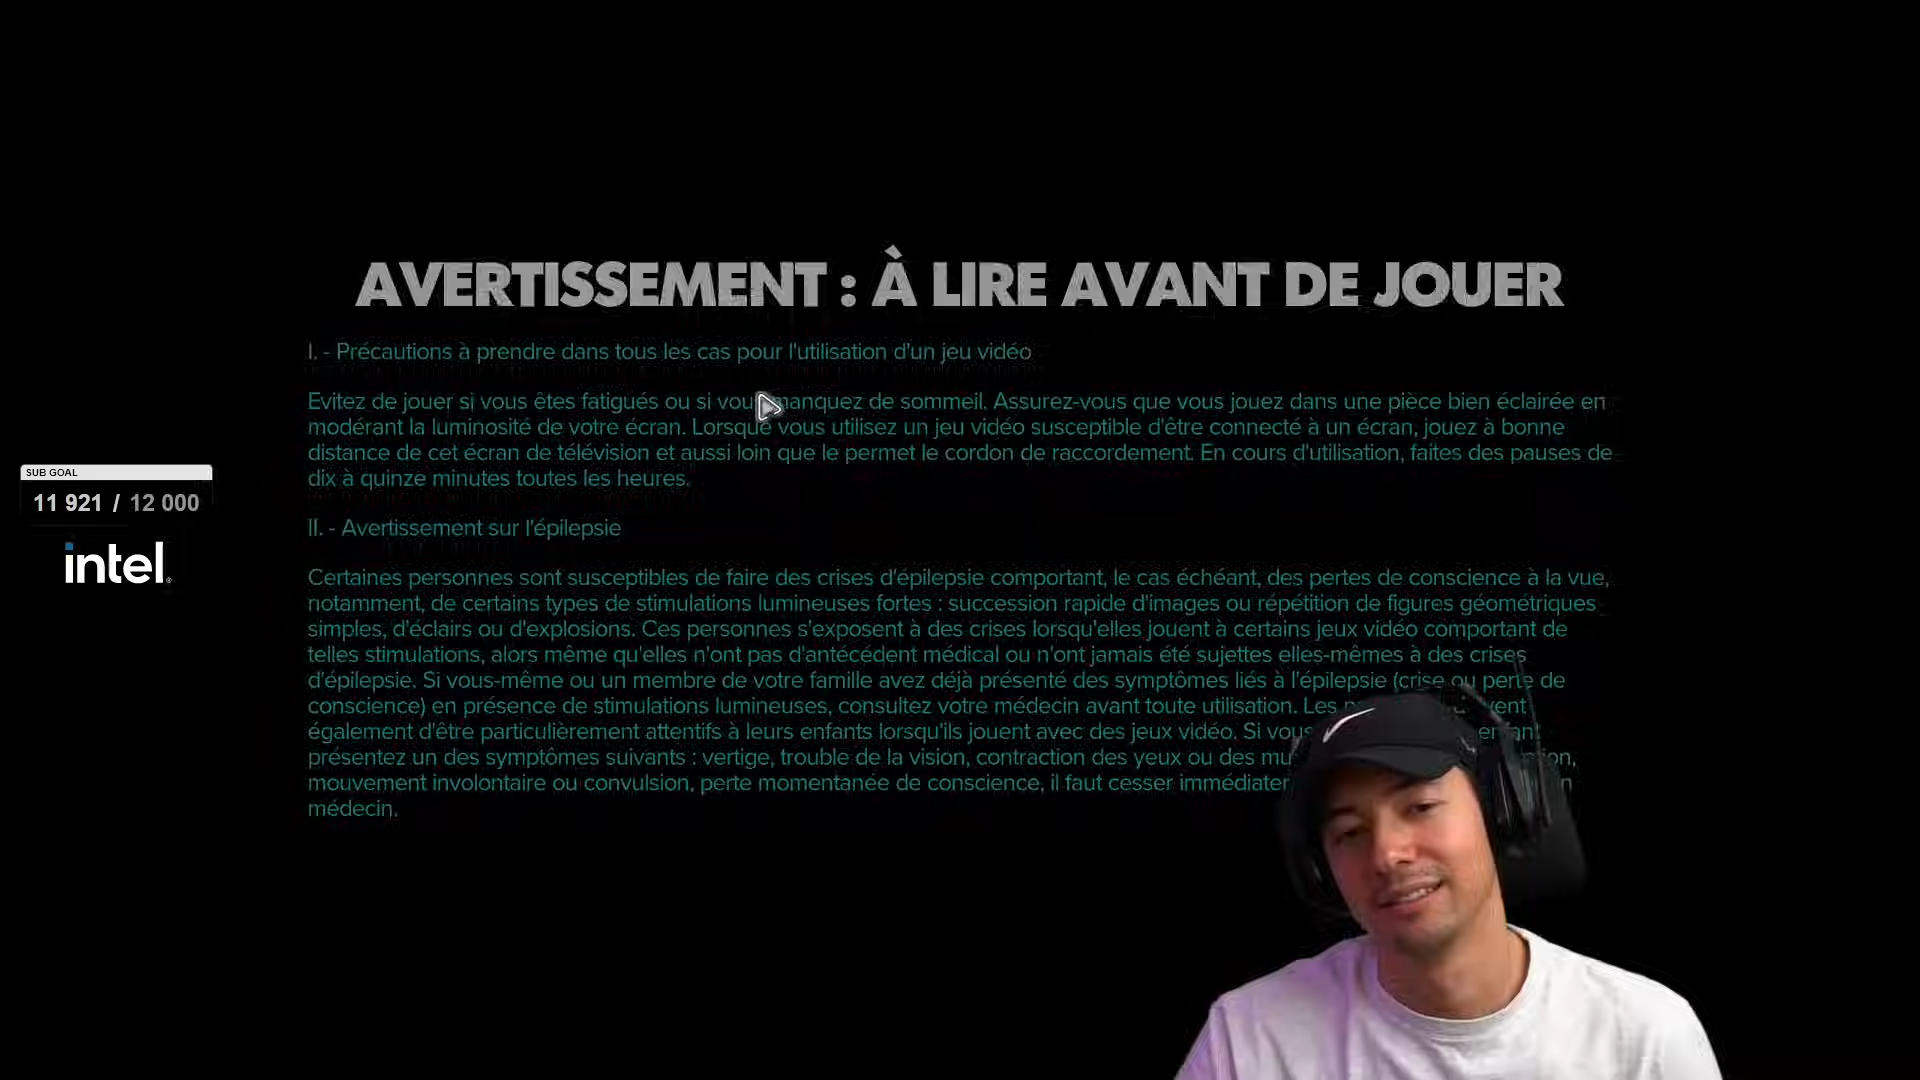 AVERTISSEMENT : À LIRE AVANT DE JOUER
I. - Précautions à prendre dans tous les cas pour l'utilisation d'un jeu vidéo
Evitez de jouer si vous êtes fatigués ou si vous manquez de sommeil. Assurez-vous que vous jouez dans une pièce bien éclairée en
modérant la luminosité de votre écran. Lorsque vous utilisez un jeu vidéo susceptible d'être connecté à un écran, jouez à bonne
distance de cet écran de télévision et aussi loin que le permet le cordon de raccordement. En cours d'utilisation, faites des pauses de
dix à quinze minutes toutes les heures.
SUB GOAL
11 921 / 12 000
intel
II. - Avertissement sur l'épilepsie
Certaines personnes sont susceptibles de faire des crises d'épilepsie comportant, le cas échéant, des pertes de conscience à la vue,
notamment, de certains types de stimulations lumineuses fortes : succession rapide d'images ou répétition de figures géométriques
simples, d'éclairs ou d'explosions. Ces personnes s'exposent à des crises lorsqu'elles jouent à certains jeux vidéo comportant de
telles stimulations, alors même qu'elles n'ont pas d'antécédent médical ou n'ont jamais été sujettes elles-mêmes à des crises
d'épilepsie. Si vous-même ou un membre de votre famille avez déjà présenté des symptômes liés à l'épilepsie (crise ou perte de
conscience) en présence de stimulations lumineuses, consultez votre médecin avant toute utilisation. Les
également d'être particulièrement attentifs à leurs enfants lorsqu'ils jouent avec des jeux vidéo. Si vous
présentez un des symptômes suivants : vertige, trouble de la vision, contraction des yeux ou des
mouvement involontaire ou convulsion, perte momentanée de conscience, il faut cesser
médecin.